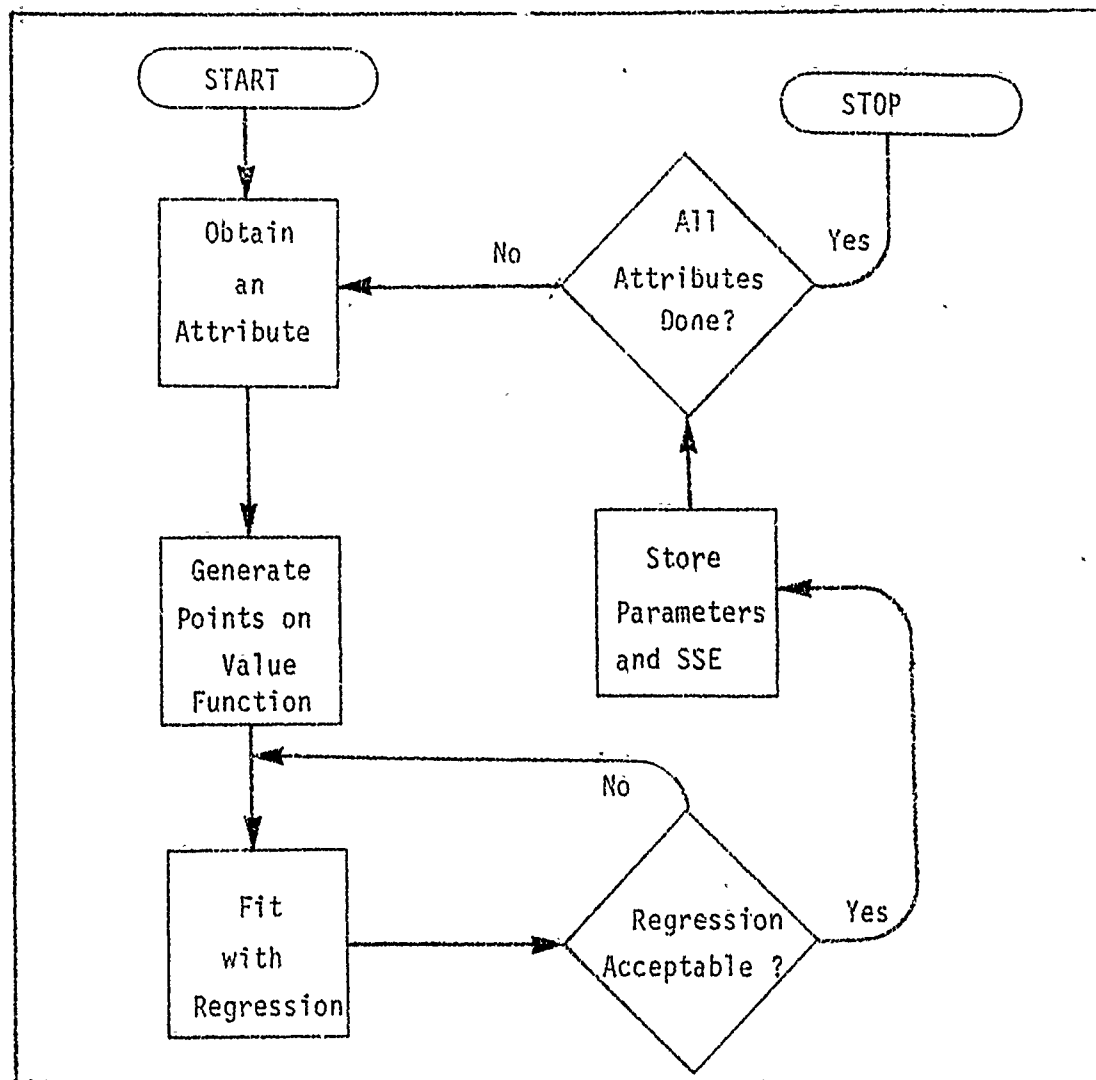 START
Obtain
an
Attribute
Generate
Points on
Value
Function
Fit
with
Regression
Regression
Acceptable ?
No
Yes
Store
Parameters
and SSE
All
Attributes
Done?
No
Yes
STOP